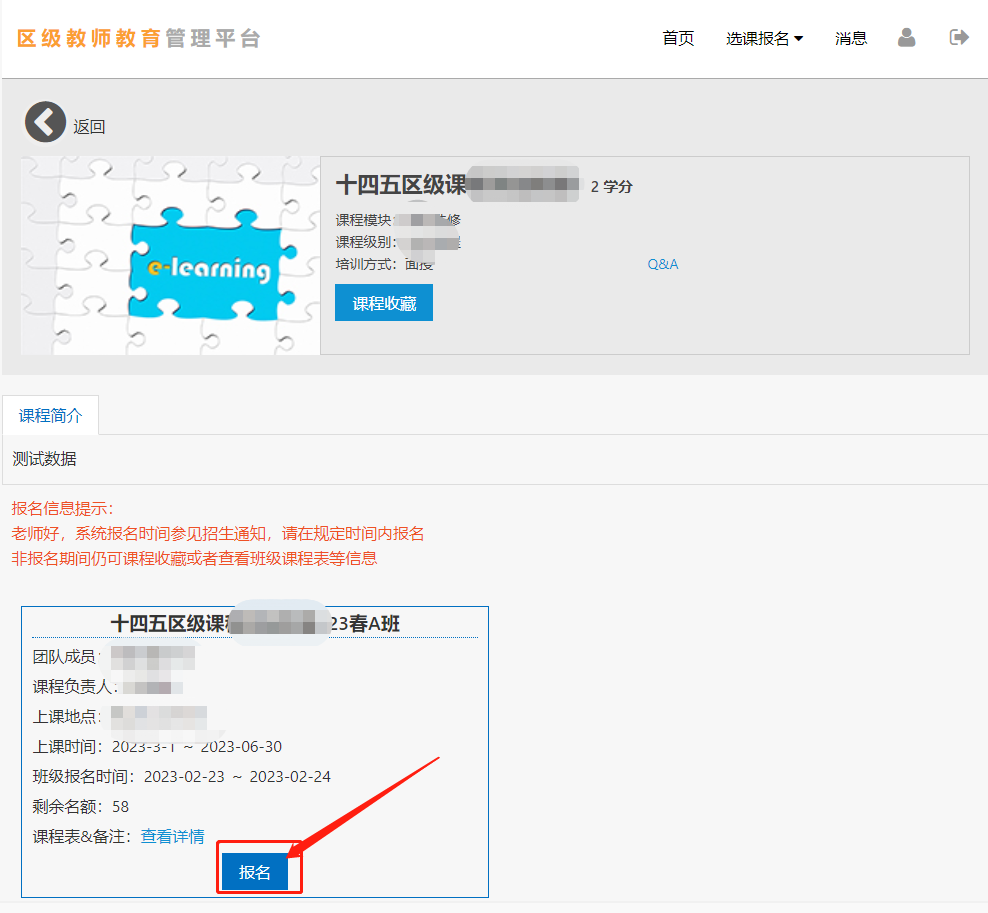 区级教师教育管理平台
首页 选课报名 消息
返回
e-learning
十四五区级课 2 学分
课程模块: 修
课程级别:
培训方式: 面授
Q&A
课程收藏
课程简介
测试数据
报名信息提示:
老师好，系统报名时间参见招生通知，请在规定时间内报名
非报名期间仍可课程收藏或者查看班级课程表等信息
十四五区级课 23春A班
团队成员:
课程负责人:
上课地点:
上课时间: 2023-3-1 ~ 2023-06-30
班级报名时间: 2023-02-23 ~ 2023-02-24
剩余名额: 58
课程表&备注: 查看详情
报名